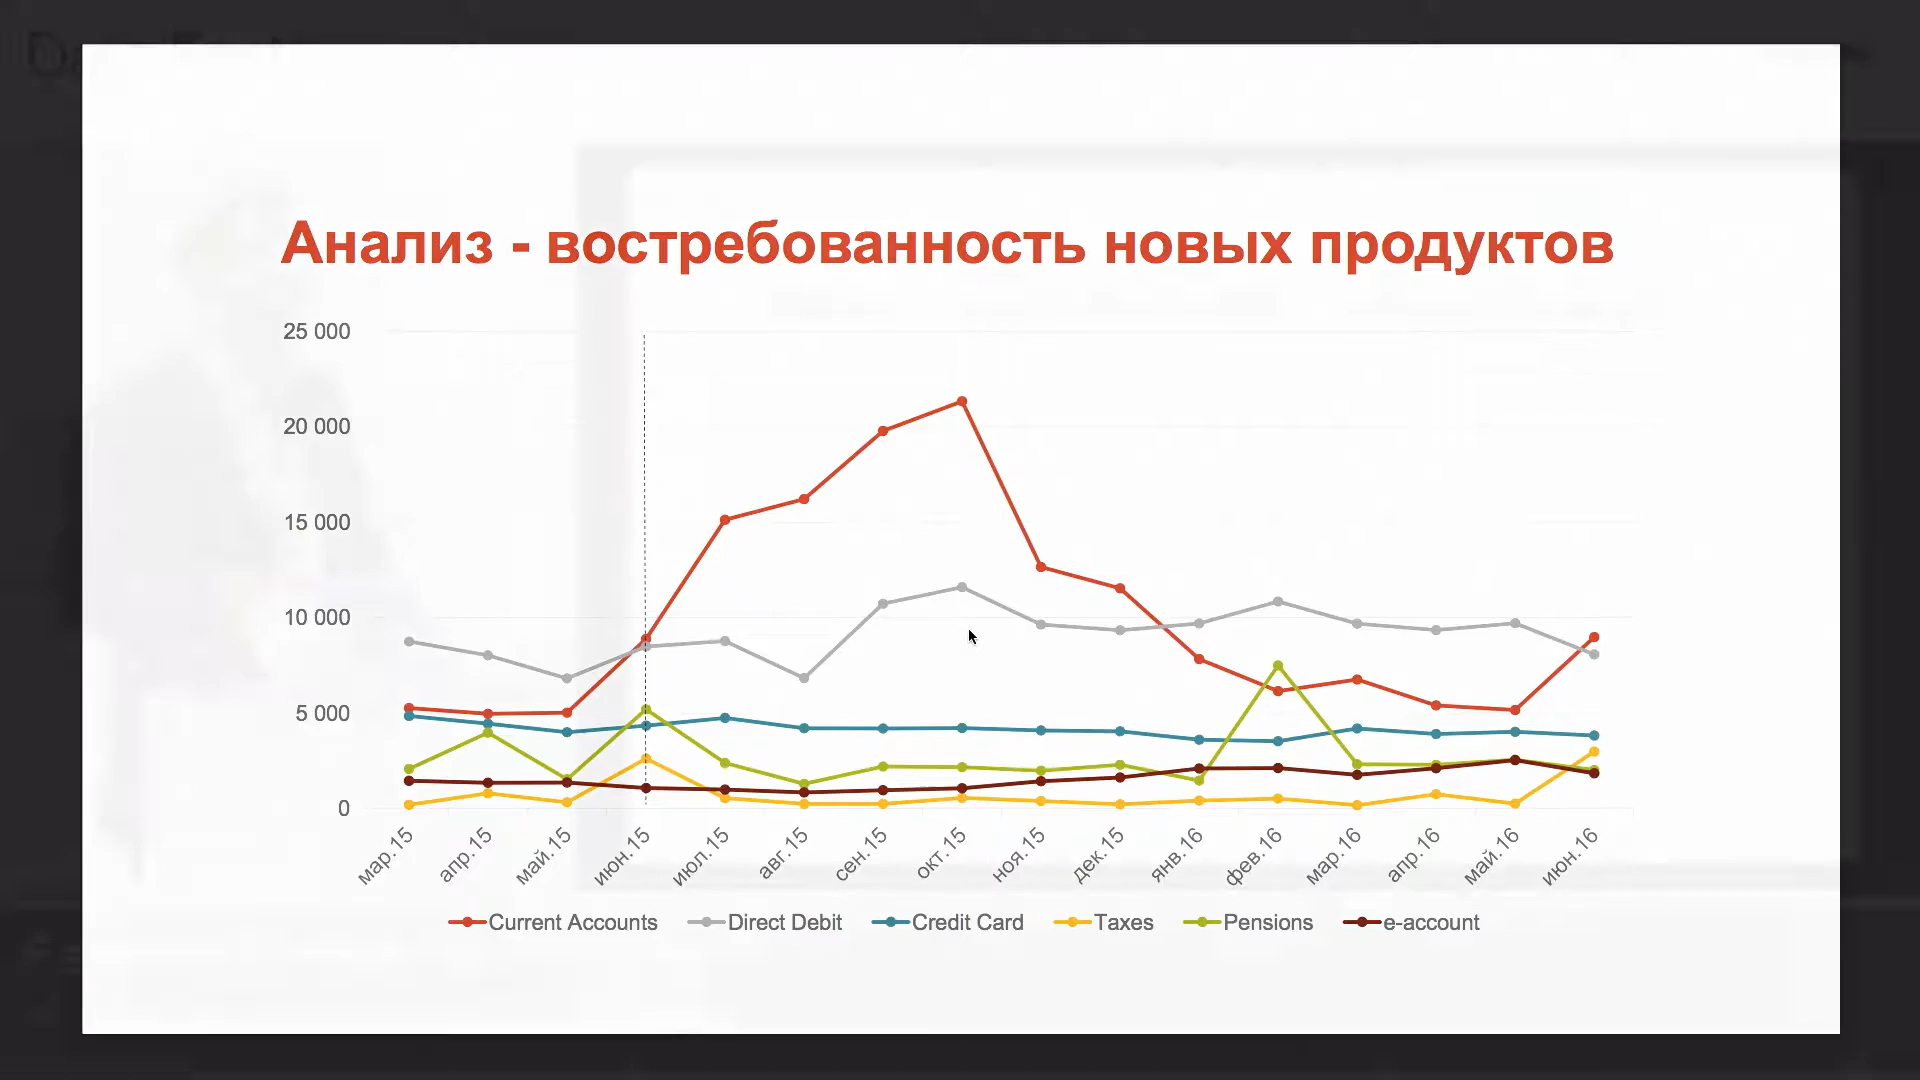 Анализ - востребованность новых продуктов
25 000
20 000
15 000
10 000
5 000
0
мар.15 апр.15 май.15 июн.15 июл.15 авг.15 сен.15 окт.15 ноя.15 дек.15 янв.16 фев.16 мар.16 апр.16 май.16 июн.16
Current Accounts Direct Debit Credit Card Taxes Pensions e-account